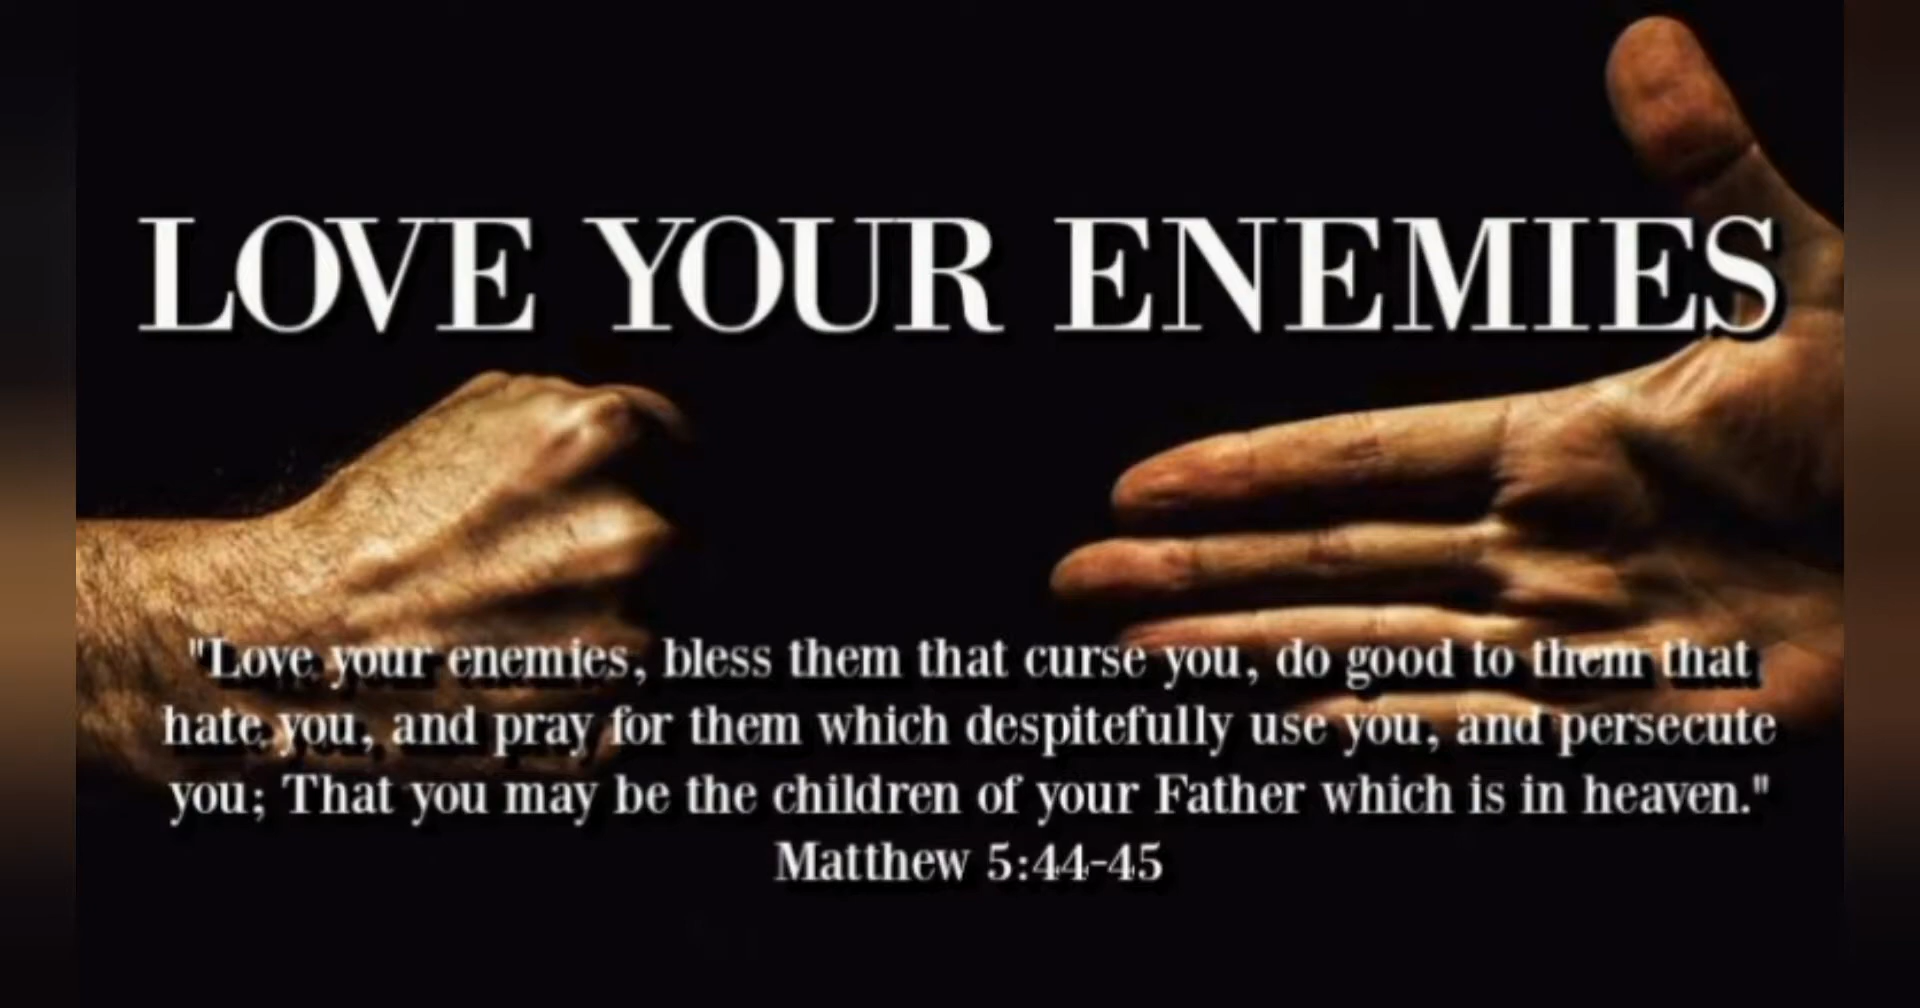 LOVE YOUR ENEMIES
"Love your enemies, bless them that curse you, do good to them that
hate you, and pray for them which despitefully use you, and persecute
you; That you may be the children of your Father which is in heaven."
Matthew 5:44-45